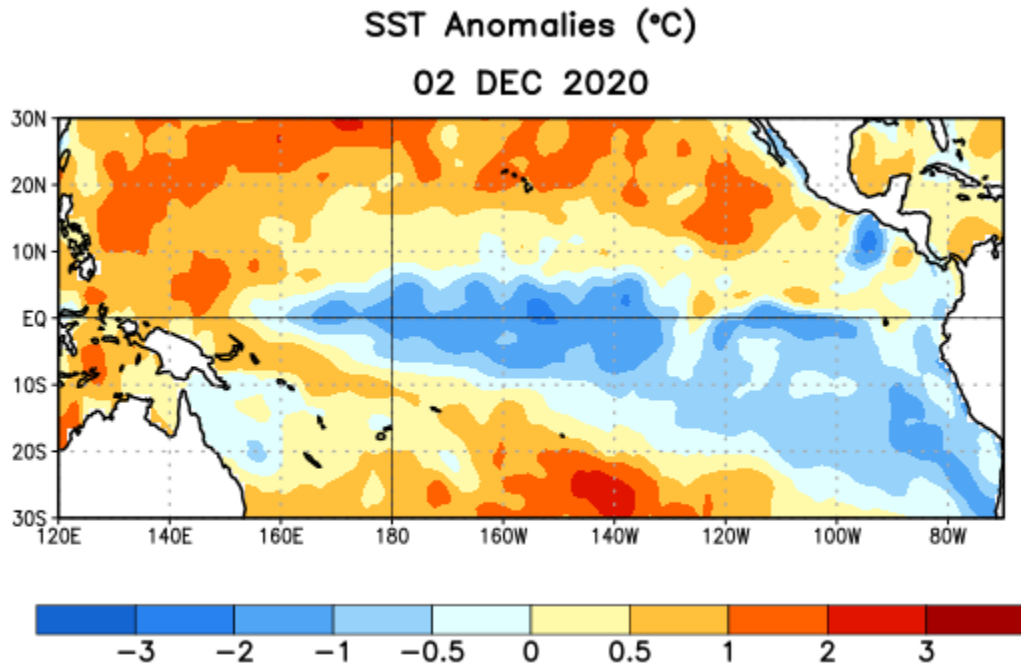 SST Anomalies (°C)
02 DEC 2020
30N
20N
10N
EQ
10S
20S
30S
120E 140E 160E 180 160W 140W 120W 100W 80W
-3 -2 -1 -0.5 0 0.5 1 2 3